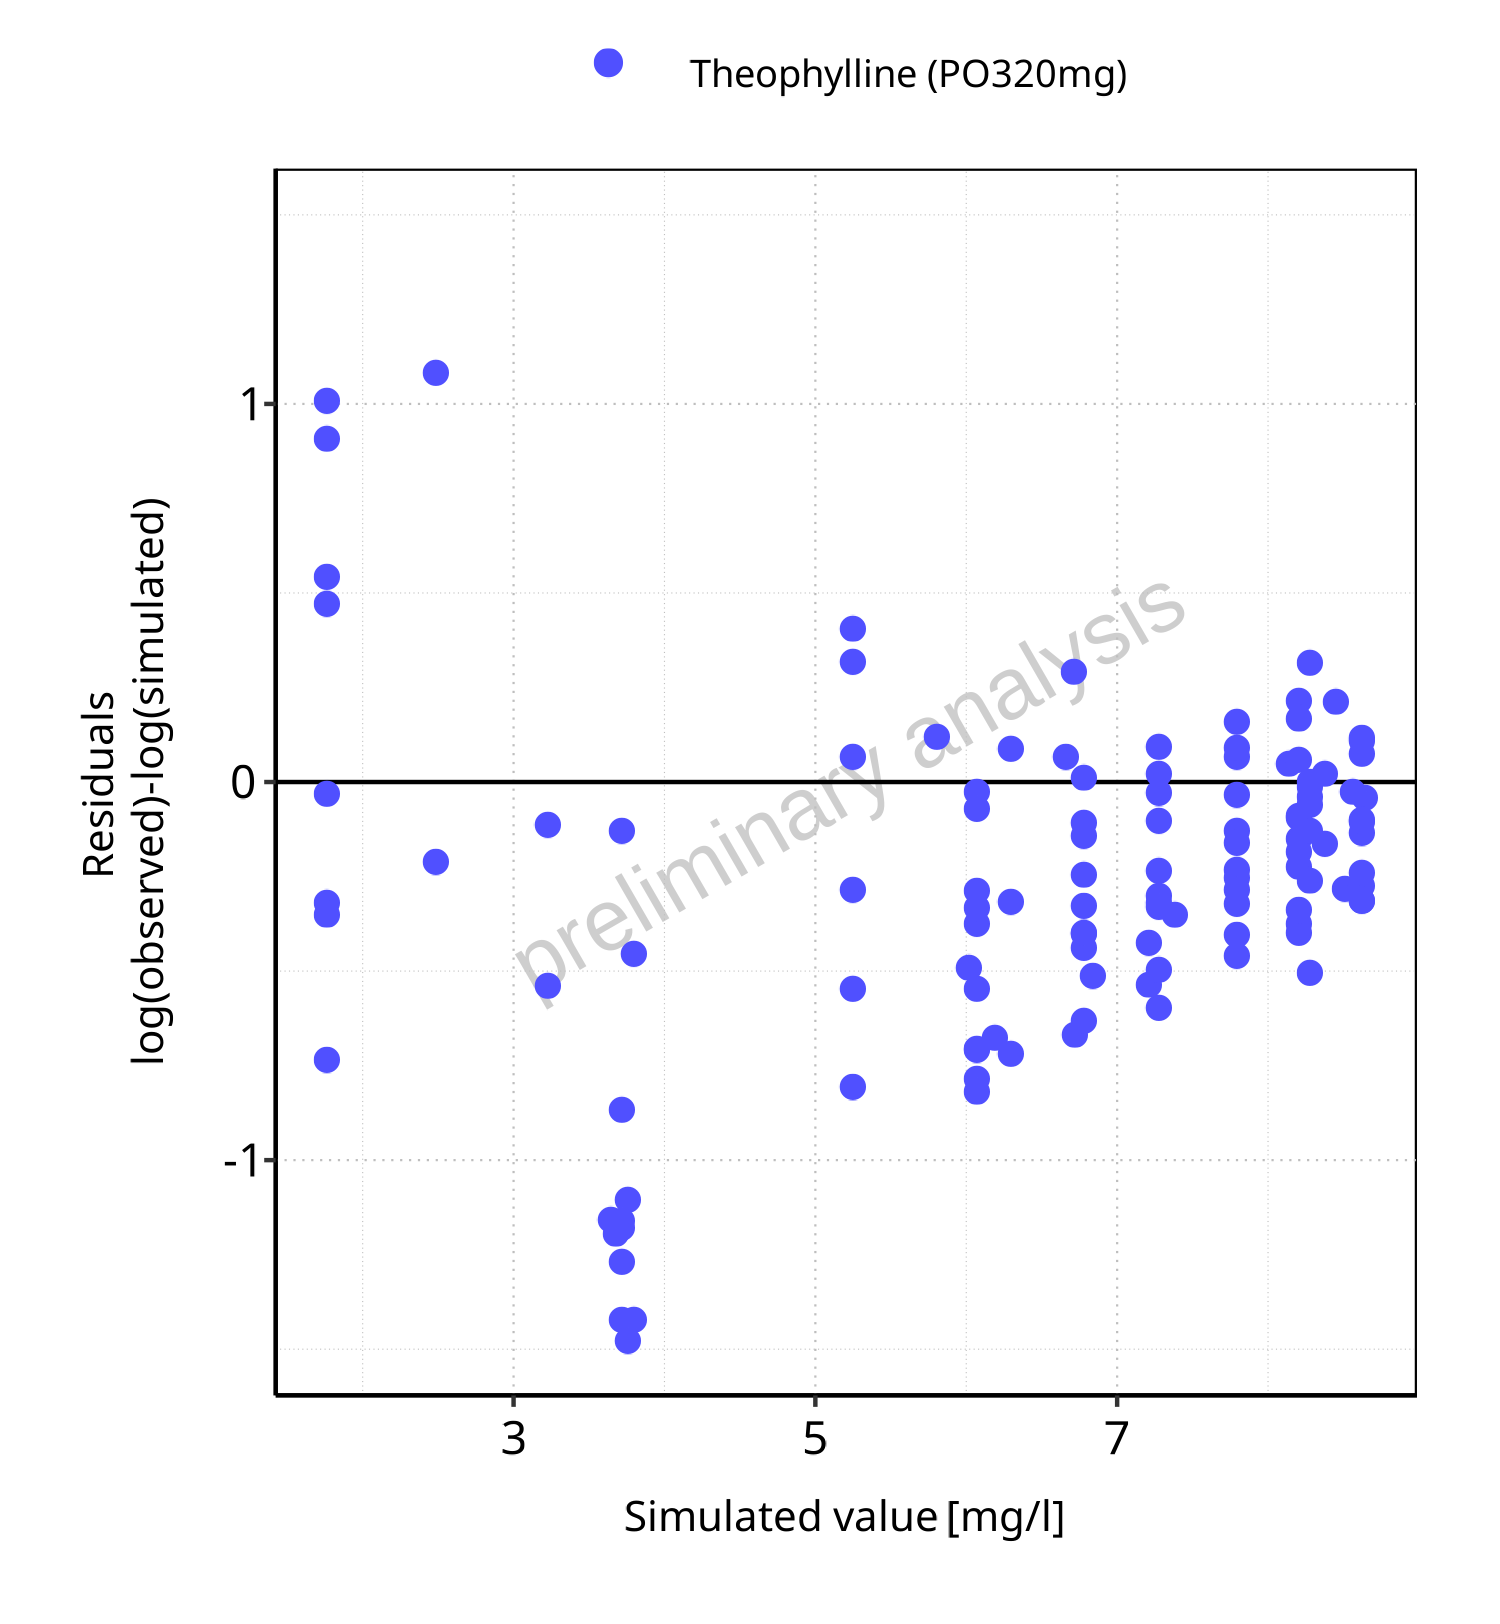 Theophylline (PO320mg)
1
0
-1
Residuals
log(observed)-log(simulated)
preliminary analysis
3 5 7
Simulated value [mg/l]